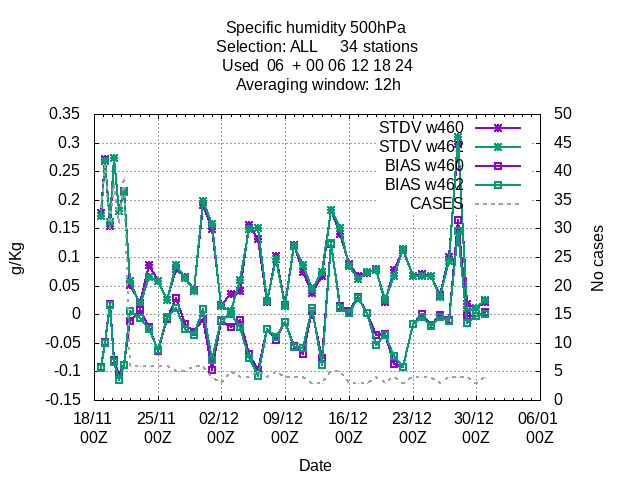 Specific humidity 500hPa
Selection: ALL 34 stations
Used 06 + 00 06 12 18 24
Averaging window: 12h
0.35
0.3
0.25
0.2
0.15
0.1
0.05
0
-0.05
-0.1
-0.15
g/Kg
STDV w460
STDV w462
BIAS w460
BIAS w462
CASES
50
45
40
35
30
25
20
15
10
5
0
No cases
18/11 25/11 02/12 09/12 16/12 23/12 30/12 06/01
00Z 00Z 00Z 00Z 00Z 00Z 00Z 00Z
Date